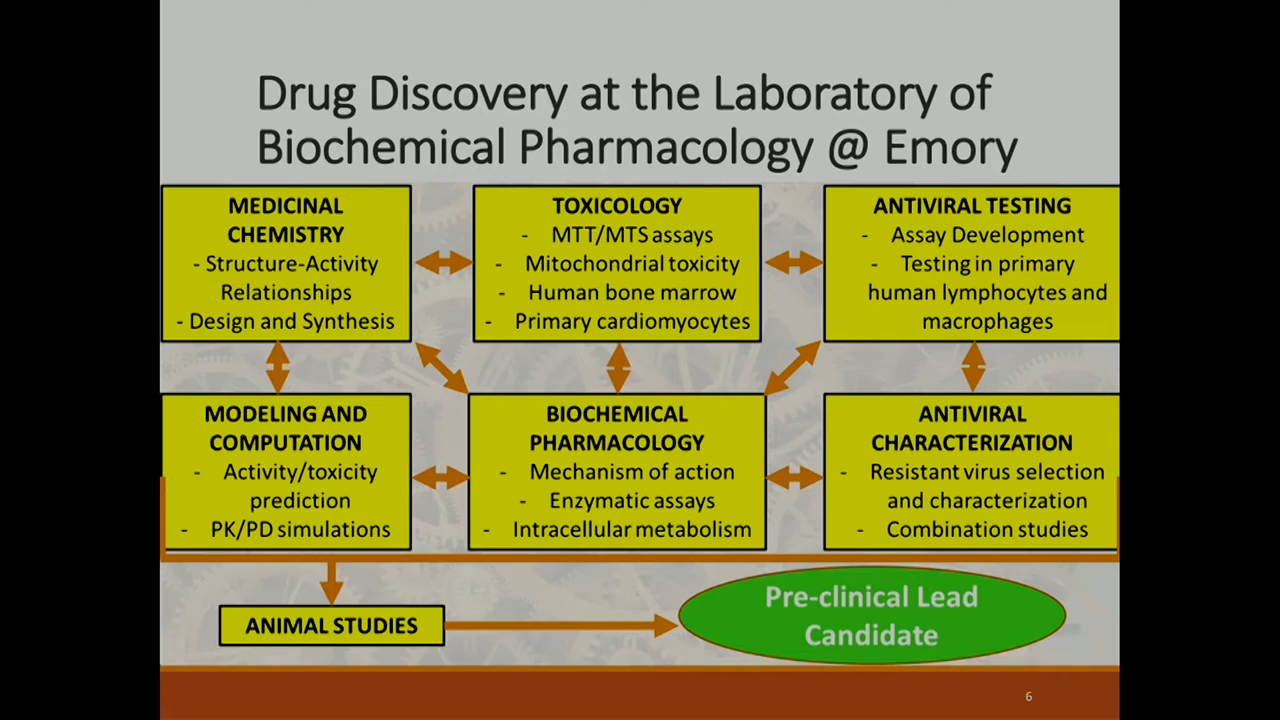 Drug Discovery at the Laboratory of
Biochemical Pharmacology @ Emory
MEDICINAL
CHEMISTRY
- Structure-Activity
Relationships
- Design and Synthesis
TOXICOLOGY
- MTT/MTS assays
- Mitochondrial toxicity
- Human bone marrow
- Primary cardiomyocytes
ANTIVIRAL TESTING
- Assay Development
- Testing in primary
human lymphocytes and
macrophages
MODELING AND
COMPUTATION
- Activity/toxicity
prediction
- PK/PD simulations
BIOCHEMICAL
PHARMACOLOGY
- Mechanism of action
- Enzymatic assays
- Intracellular metabolism
ANTIVIRAL
CHARACTERIZATION
- Resistant virus selection
and characterization
- Combination studies
ANIMAL STUDIES
Pre-clinical Lead
Candidate
6